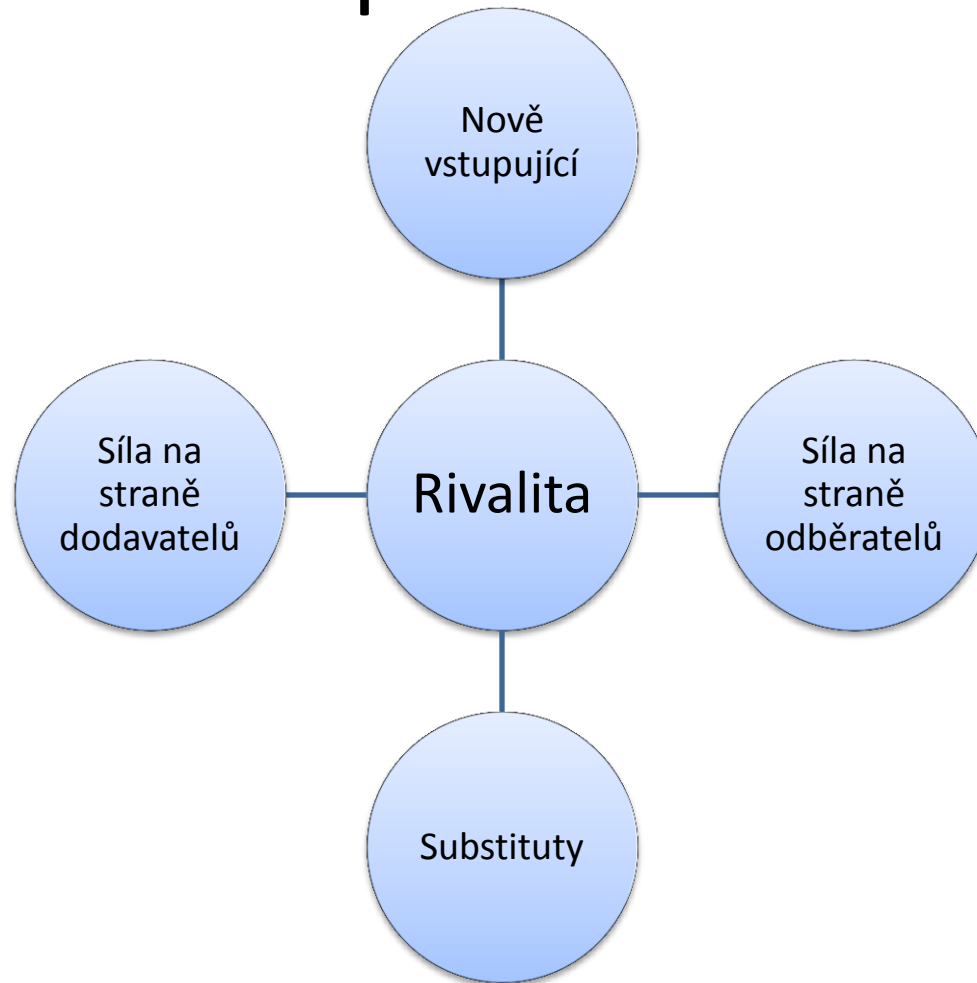 Nově
vstupující
Síla na
straně
dodavatelů
Rivalita
Síla na
straně
odběratelů
Substituty